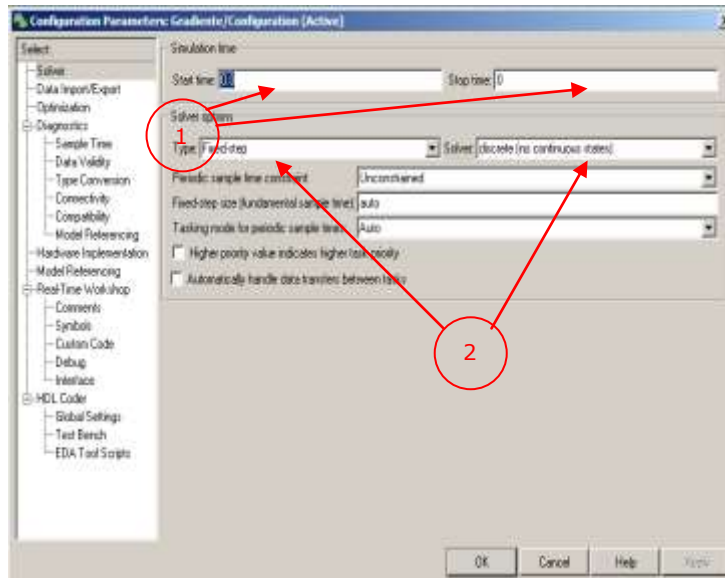 Configuration Parameters: Gradiente/Configuration (Active)
Select:
Solver
Data Import/Export
Optimization
Diagnostics
Sample Time
Data Validity
Type Conversion
Connectivity
Compatibility
Model Referencing
Hardware Implementation
Model Referencing
Real-Time Workshop
Comments
Symbols
Custom Code
Debug
Interface
HDL Coder
Global Settings
Test Bench
EDA Tool Scripts
Simulation time
Start time: Stop time: 0
Solver options
1
Type: Fixed-step Solver: discrete (no continuous states)
Periodic sample time constraint: Unconstrained
Fixed-step size (fundamental sample time): auto
Tasking mode for periodic sample times: Auto
Higher priority value indicates higher task priority
Automatically handle data transfers between tasks
2
OK Cancel Help Apply